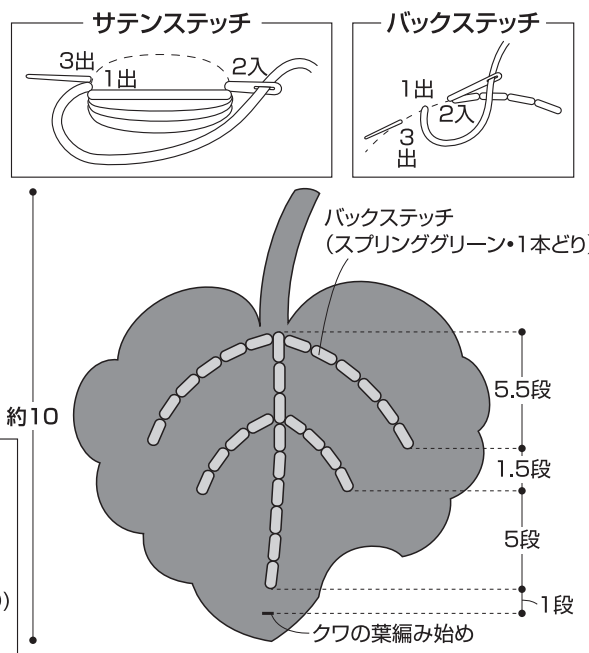 サテンステッチ
3出
1出
2入
バックステッチ
1出
2入
3
出
バックステッチ
(スプリンググリーン・1本どり)
約10
5.5段
1.5段
5段
1段
クワの葉編み始め
)